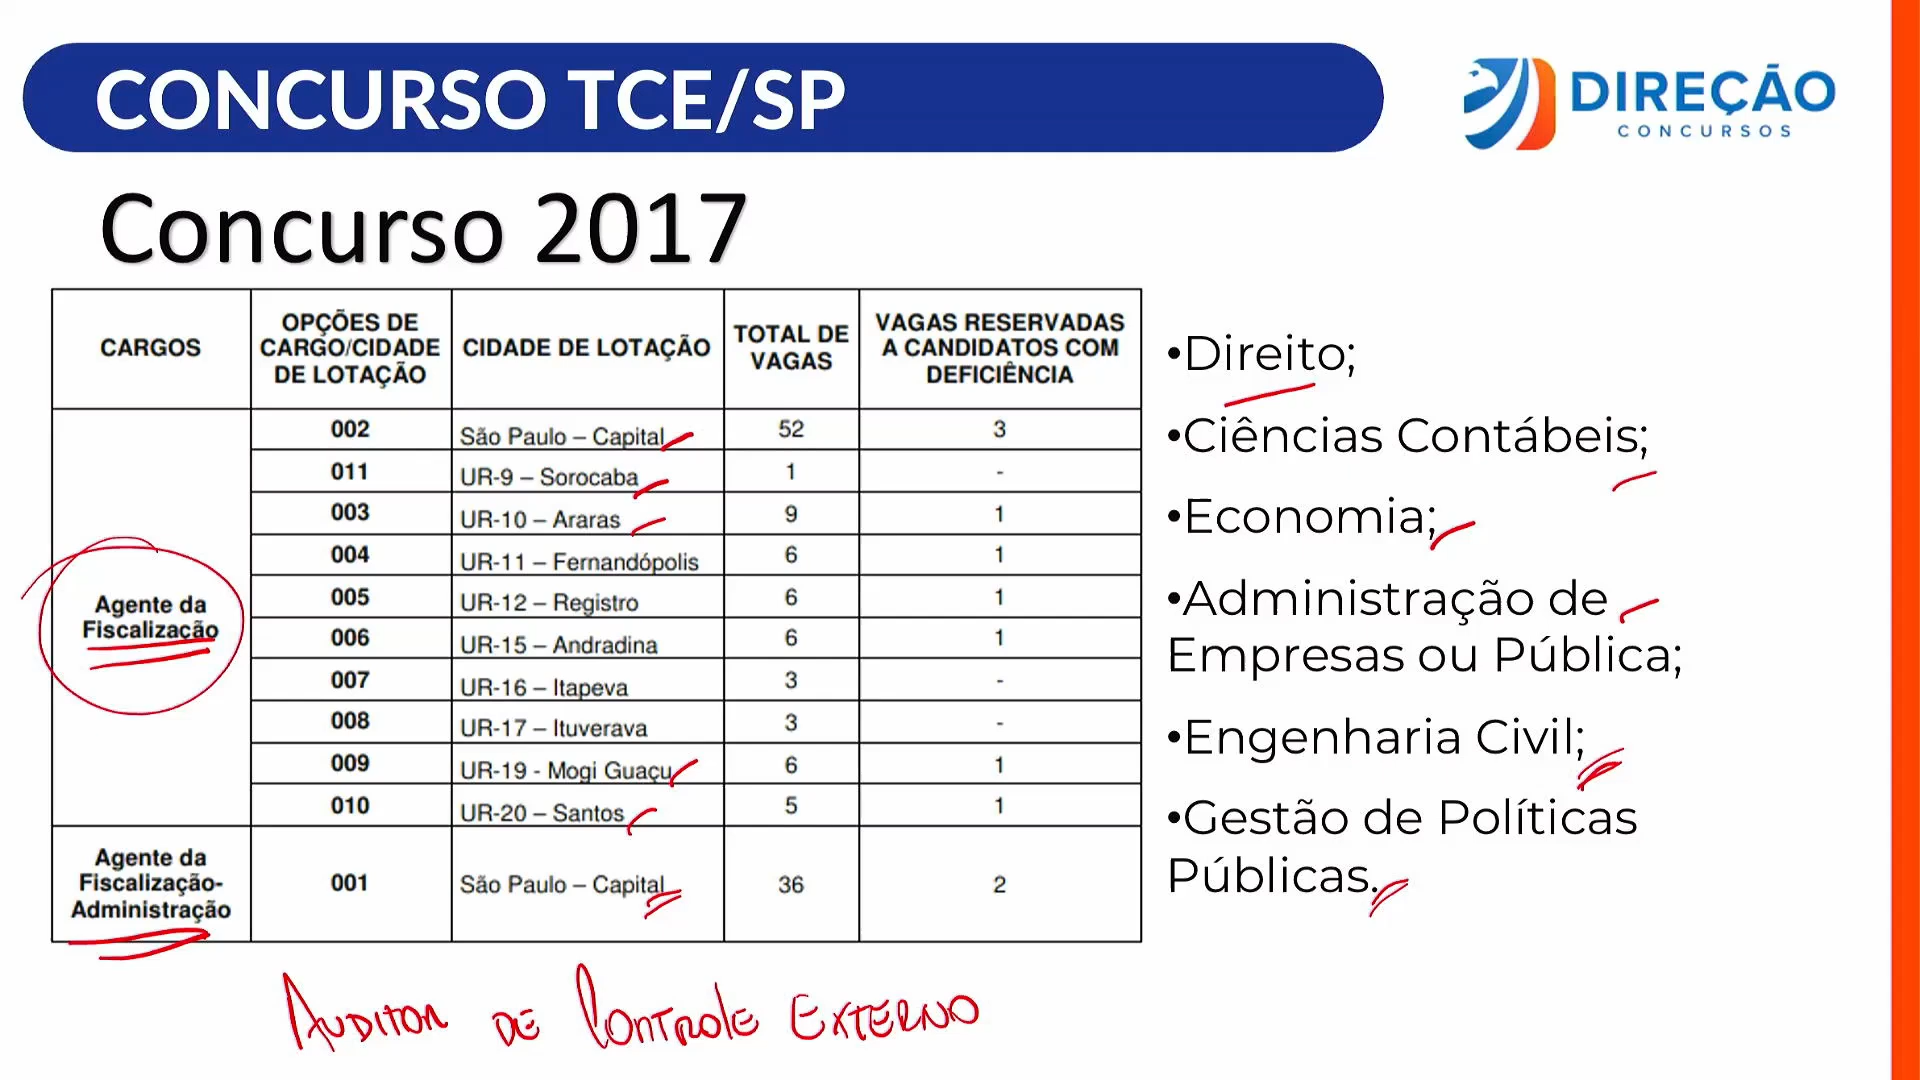 CONCURSO TCE/SP
DIREÇÃO
CONCURSOS
Concurso 2017
CARGOS
OPÇÕES DE
CARGO/CIDADE
DE LOTAÇÃO
CIDADE DE LOTAÇÃO
TOTAL DE
VAGAS
VAGAS RESERVADAS
A CANDIDATOS COM
DEFICIÊNCIA
Agente da
Fiscalização
002 São Paulo – Capital 52 3
011 UR-9 – Sorocaba 1 -
003 UR-10 – Araras 9 1
004 UR-11 – Fernandópolis 6 1
005 UR-12 – Registro 6 1
006 UR-15 – Andradina 6 1
007 UR-16 – Itapeva 3 -
008 UR-17 – Ituverava 3 -
009 UR-19 - Mogi Guaçu 6 1
010 UR-20 – Santos 5 1
Agente da
Fiscalização-
Administração
001 São Paulo – Capital 36 2
•Direito;
•Ciências Contábeis;
•Economia;
•Administração de
Empresas ou Pública;
•Engenharia Civil;
•Gestão de Políticas
Públicas.
AUDITOR DE CONTROLE EXTERNO